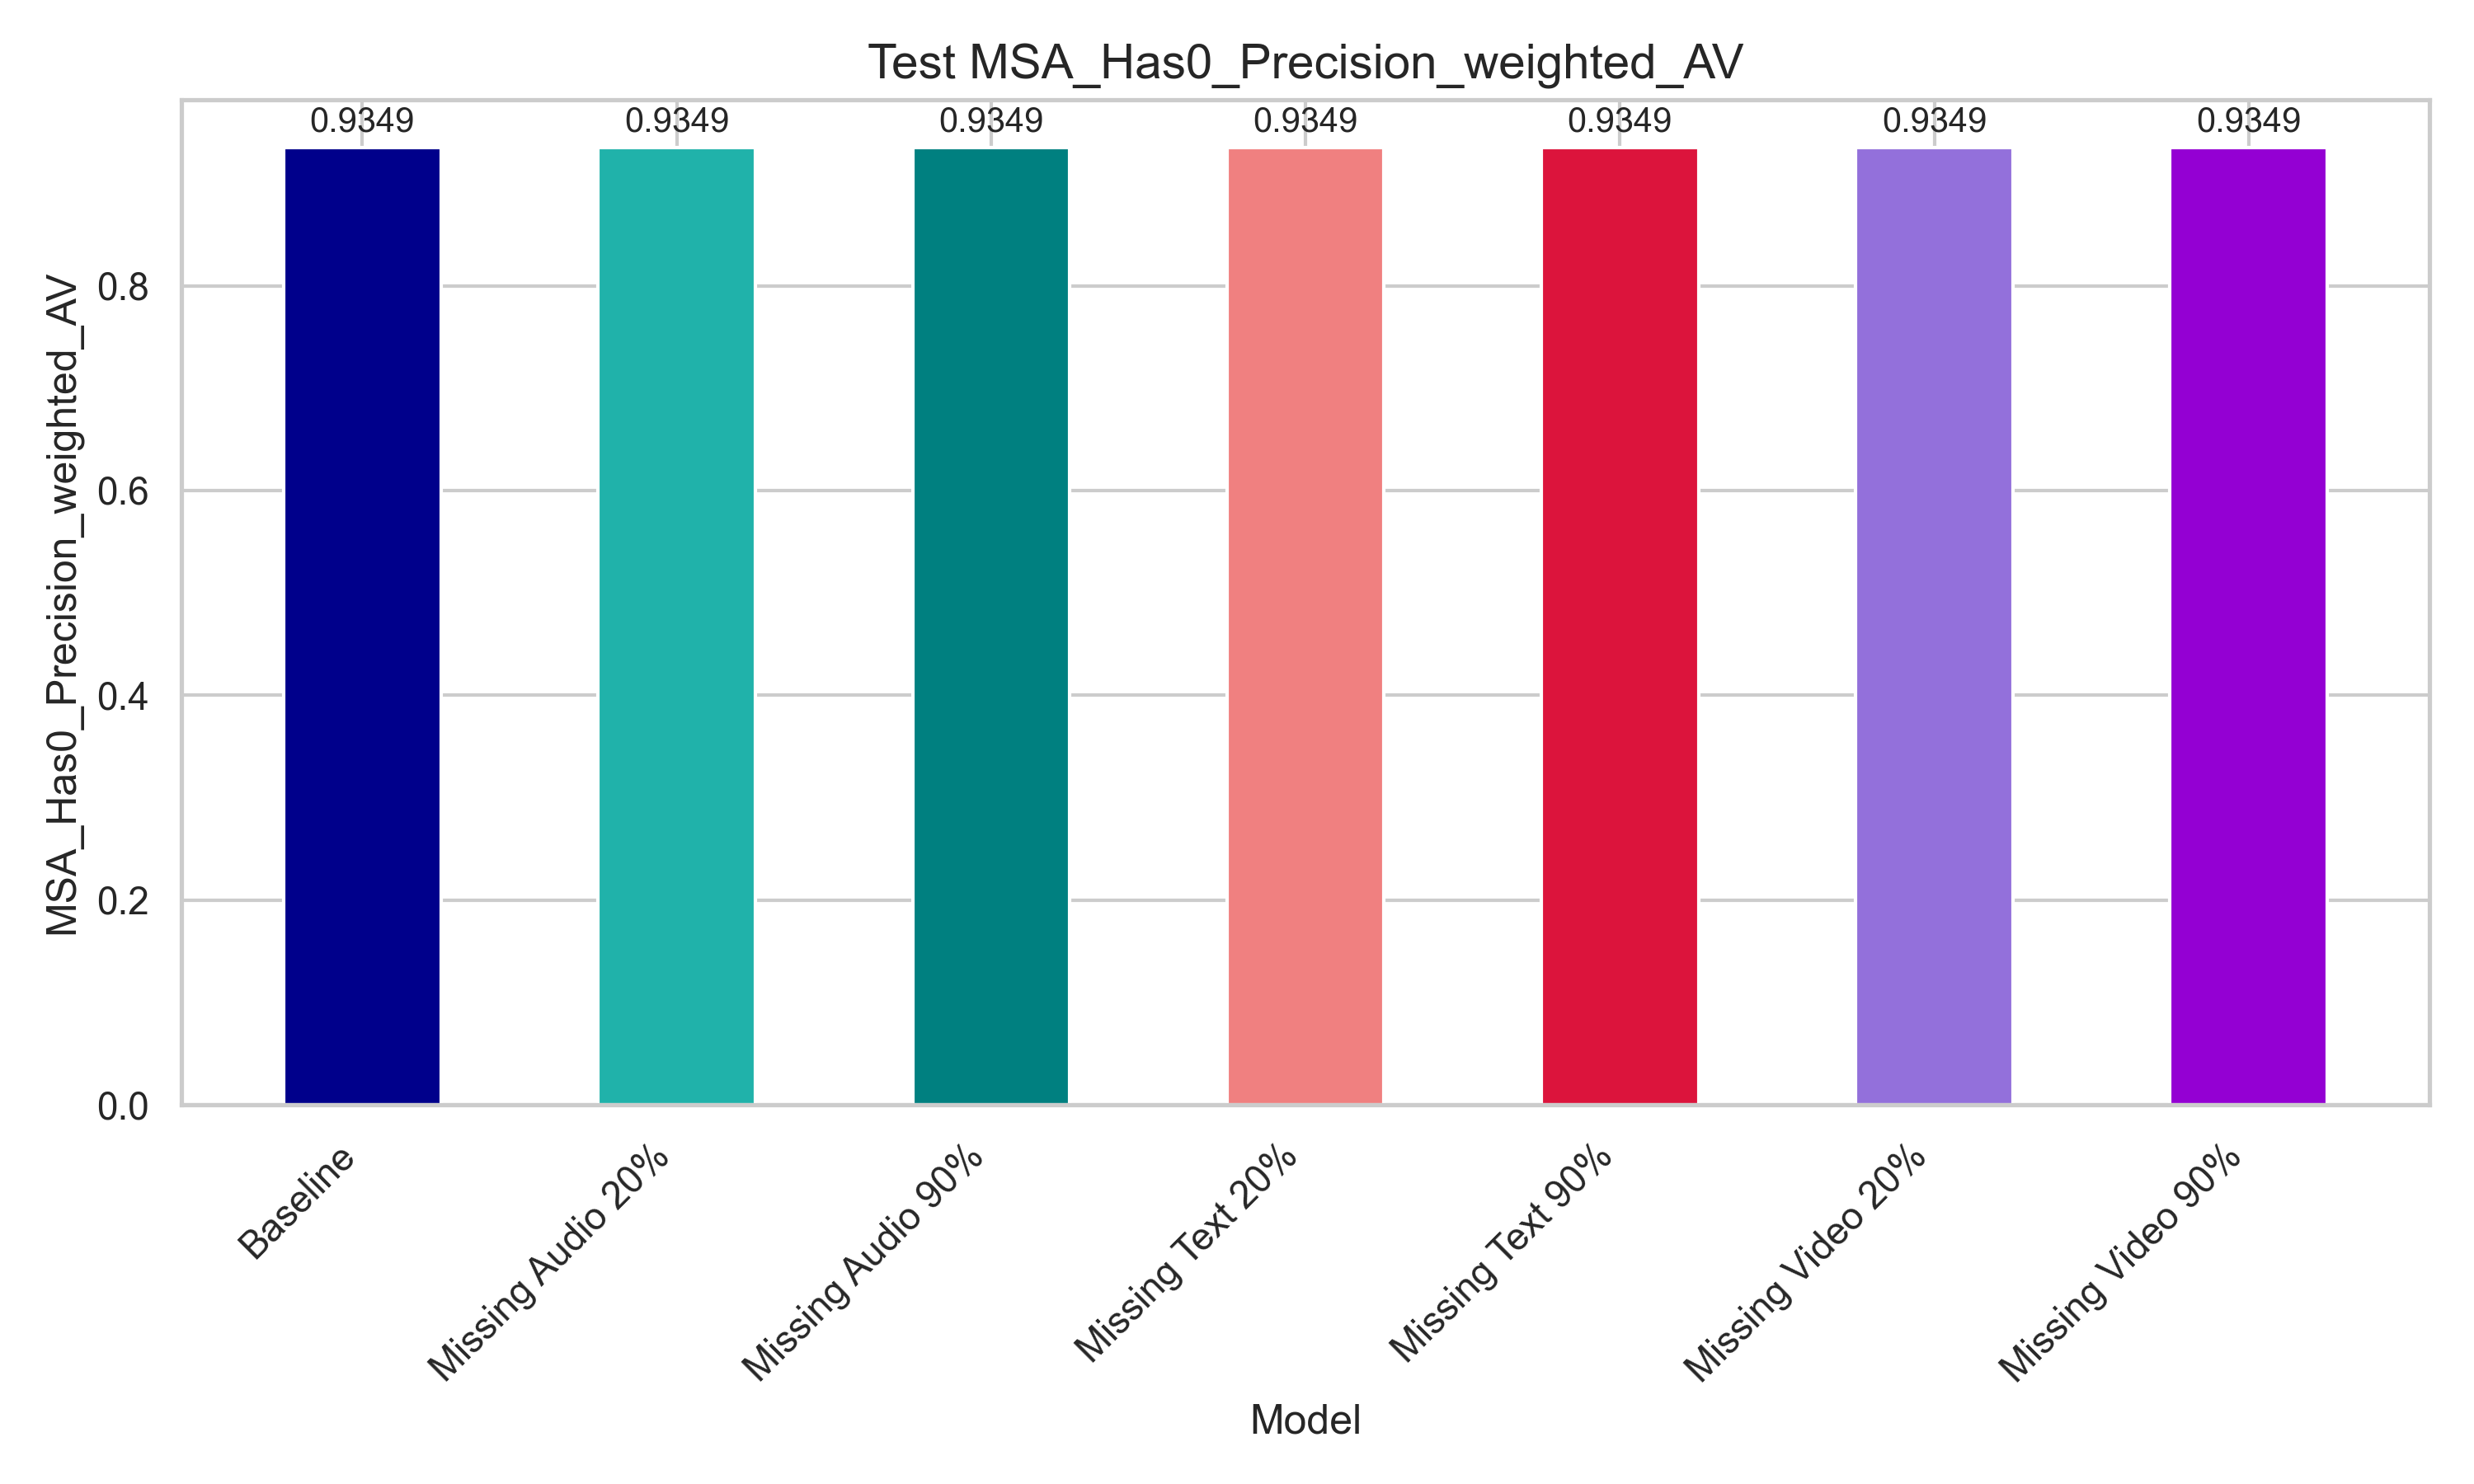 Test MSA_Has0_Precision_weighted_AV
0.9349 0.9349 0.9349 0.9349 0.9349 0.9349 0.9349
MSA_Has0_Precision_weighted_AV
0.8
0.6
0.4
0.2
0.0
Baseline
Missing Audio 20%
Missing Audio 90%
Missing Text 20%
Missing Text 90%
Missing Video 20%
Missing Video 90%
Model